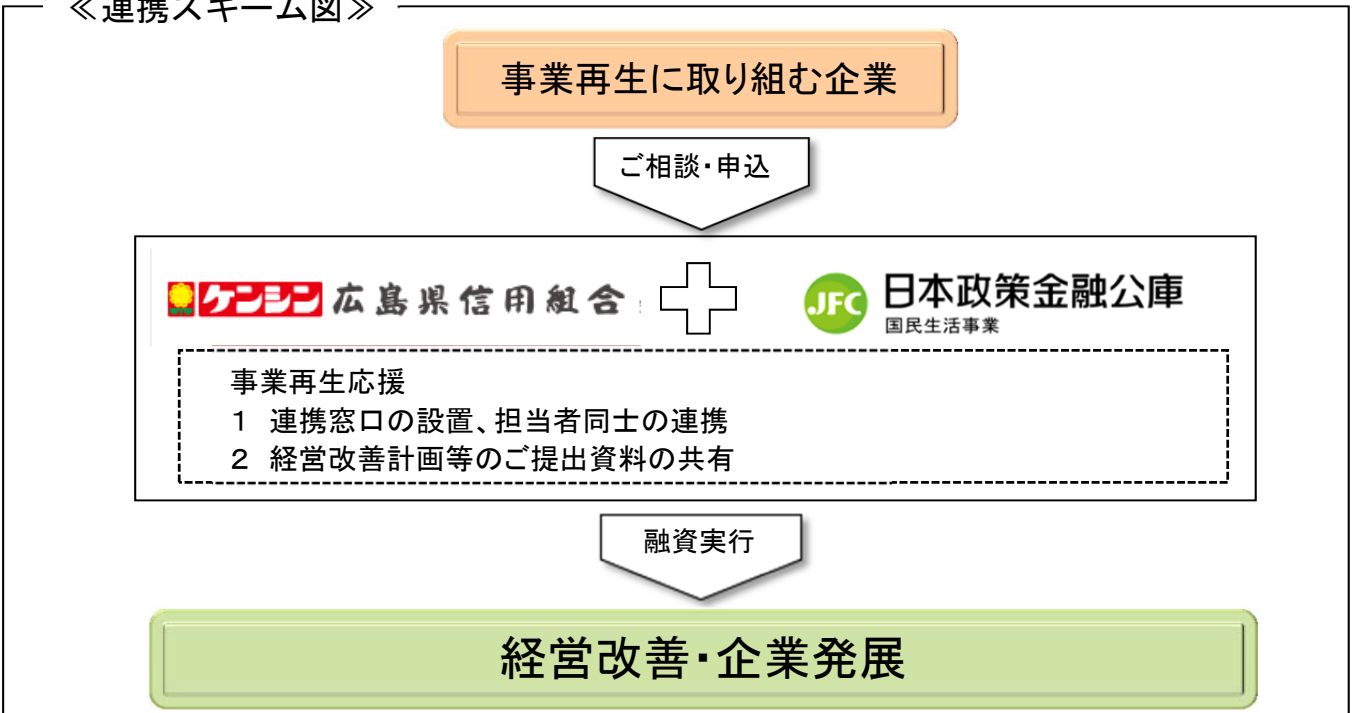 ≪連携スキーム図≫
事業再生に取り組む企業
ご相談・申込
ケンシン 広島県信用組合
JFC 日本政策金融公庫
国民生活事業
事業再生応援
1 連携窓口の設置、担当者同士の連携
2 経営改善計画等のご提出資料の共有
融資実行
経営改善・企業発展